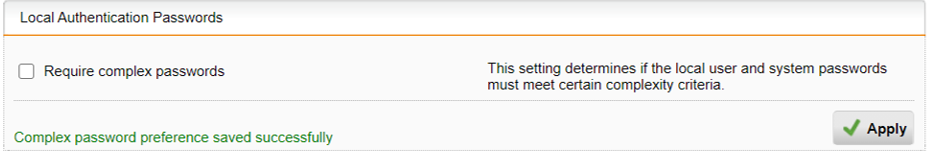 Local Authentication Passwords
Require complex passwords
This setting determines if the local user and system passwords
must meet certain complexity criteria.
Complex password preference saved successfully
Apply